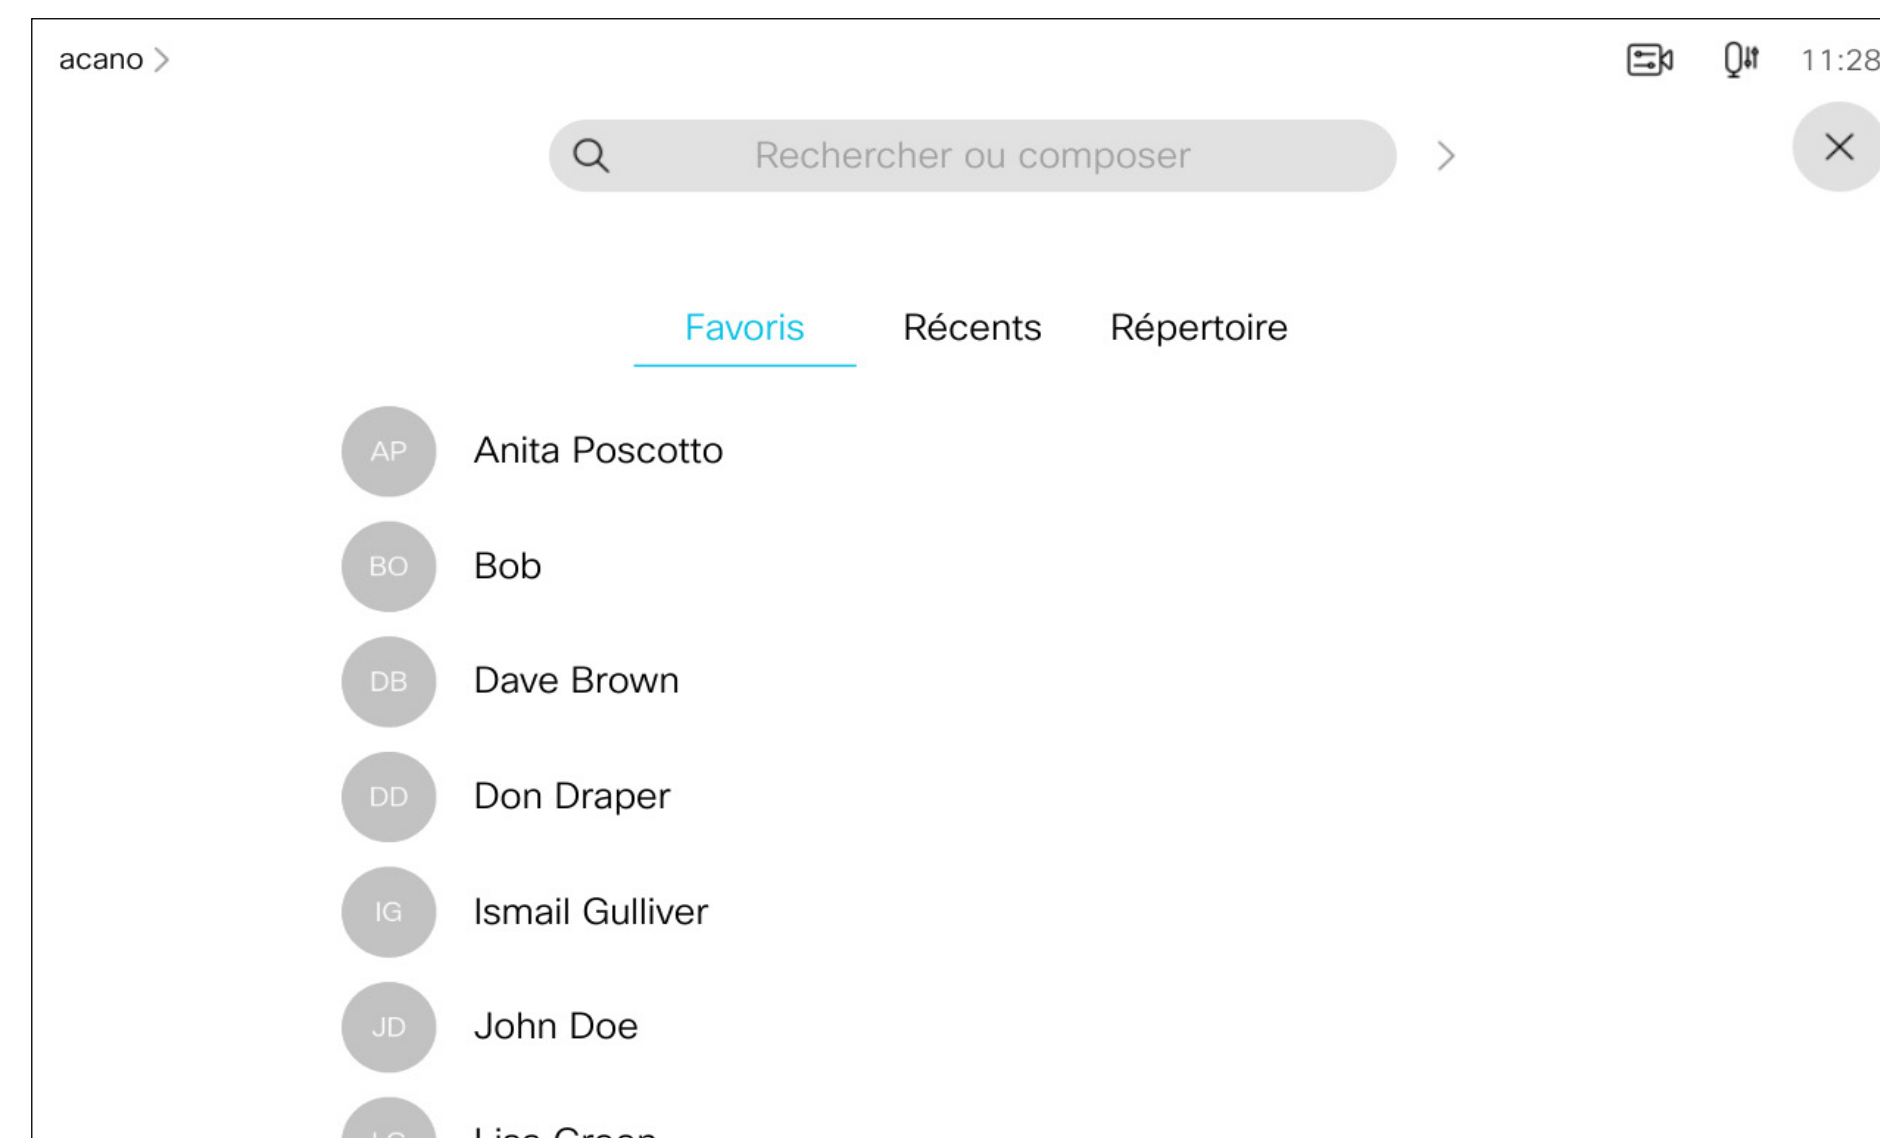 acano
11:28
Rechercher ou composer
Favoris Récents Répertoire
AP Anita Poscotto
BO Bob
DB Dave Brown
DD Don Draper
IG Ismail Gulliver
JD John Doe